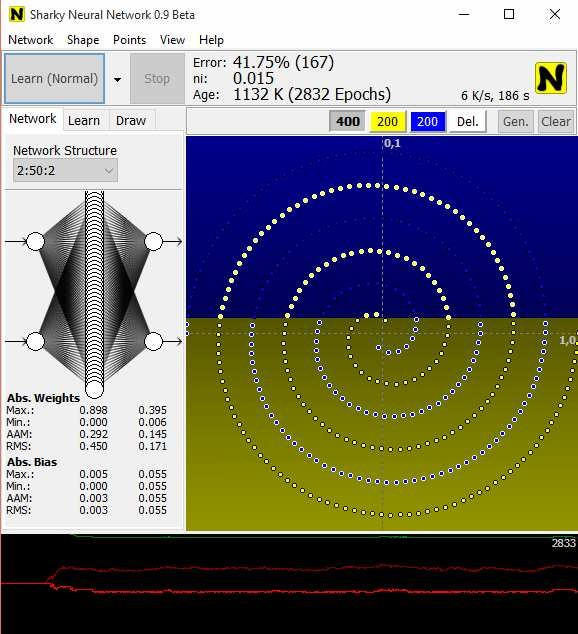 Sharky Neural Network 0.9 Beta
Network Shape Points View Help
Learn (Normal) Stop
Error: 41.75% (167)
ni: 0.015
Age: 1132 K (2832 Epochs)
6 K/s, 186 s
N
Network Learn Draw
400 200 200 Del. Gen. Clear
Network Structure
2:50:2
0,1
1,0
Abs. Weights
Max.: 0.898 0.395
Min.: 0.000 0.006
AAM: 0.292 0.145
RMS: 0.450 0.171
Abs. Bias
Max.: 0.005 0.055
Min.: 0.000 0.055
AAM: 0.003 0.055
RMS: 0.003 0.055
2833